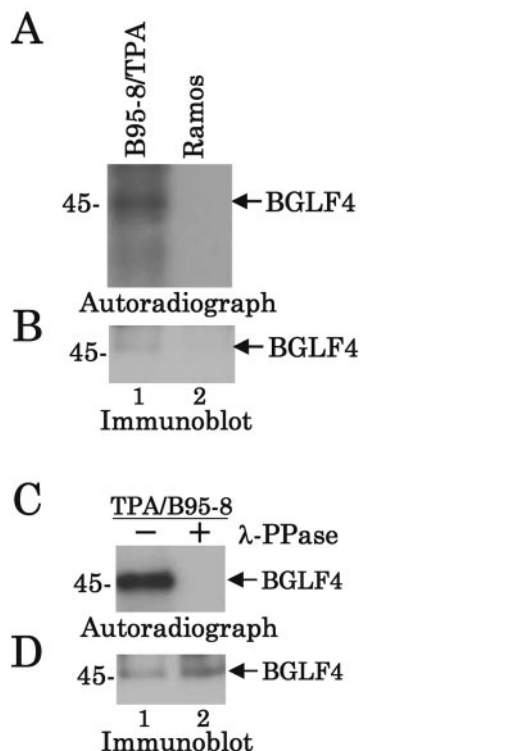 A
B95-8/TPA
Ramos
45-
BGLF4
Autoradiograph
B
45-
BGLF4
1 2
Immunoblot
C
TPA/B95-8
− + λ-PPase
45-
BGLF4
Autoradiograph
D
45-
BGLF4
1 2
Immunoblot